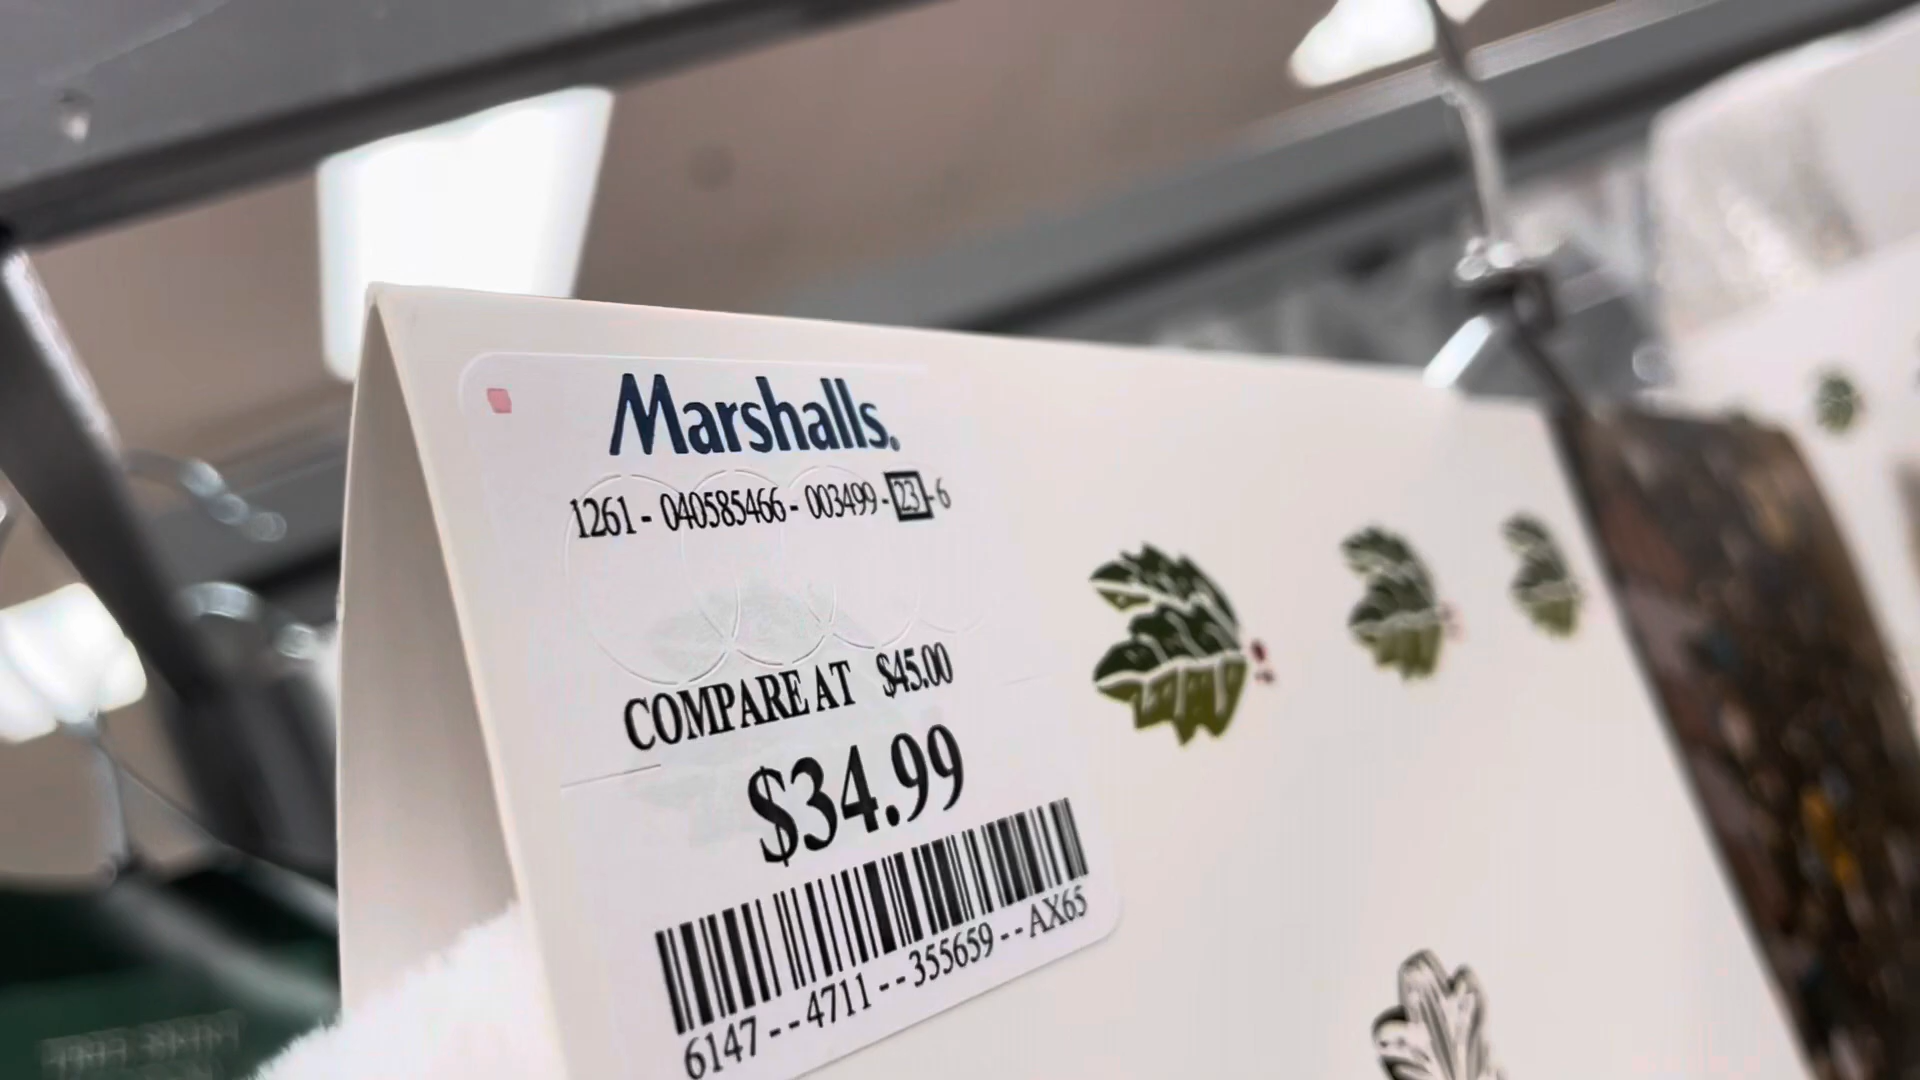 Marshalls.
1261 - 040585466 - 003499 - 23 - 6
COMPARE AT $45.00
$34.99
6147 - - 4711 - - 355659 - - AX65